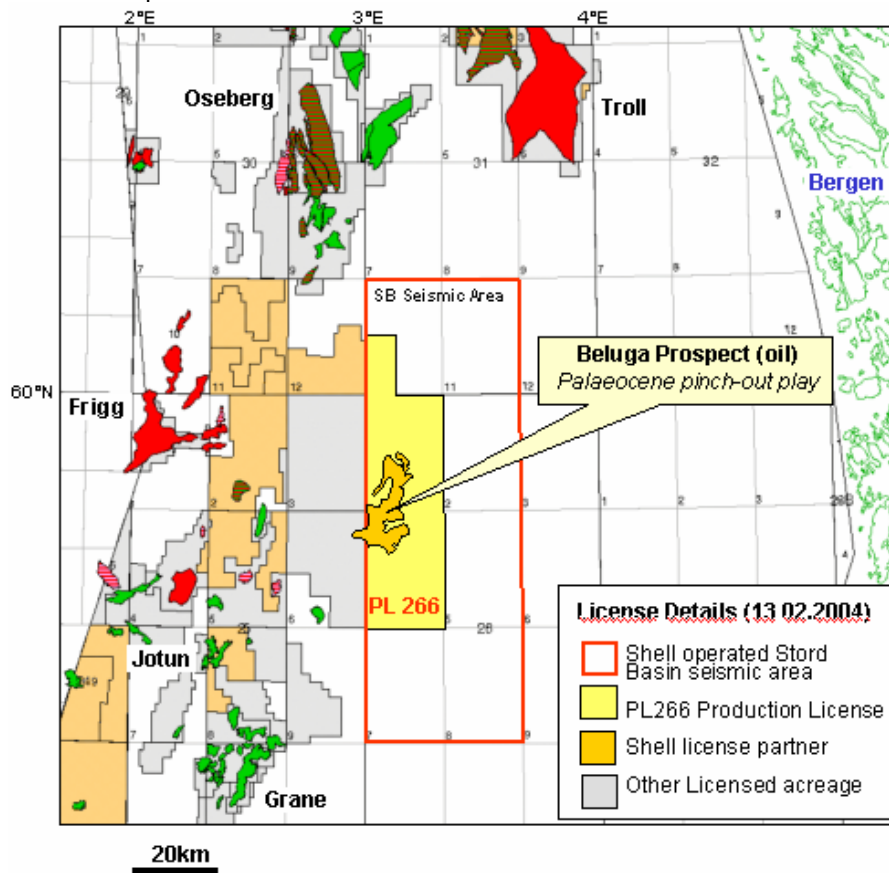 2°E 3°E 4°E
Oseberg
Troll
Bergen
SB Seismic Area
60°N
Frigg
Beluga Prospect (oil)
Palaeocene pinch-out play
PL 266
Jotun
Grane
License Details (13 02.2004)
Shell operated Stord
Basin seismic area
PL266 Production License
Shell license partner
Other Licensed acreage
20km
30
31
32
25
26